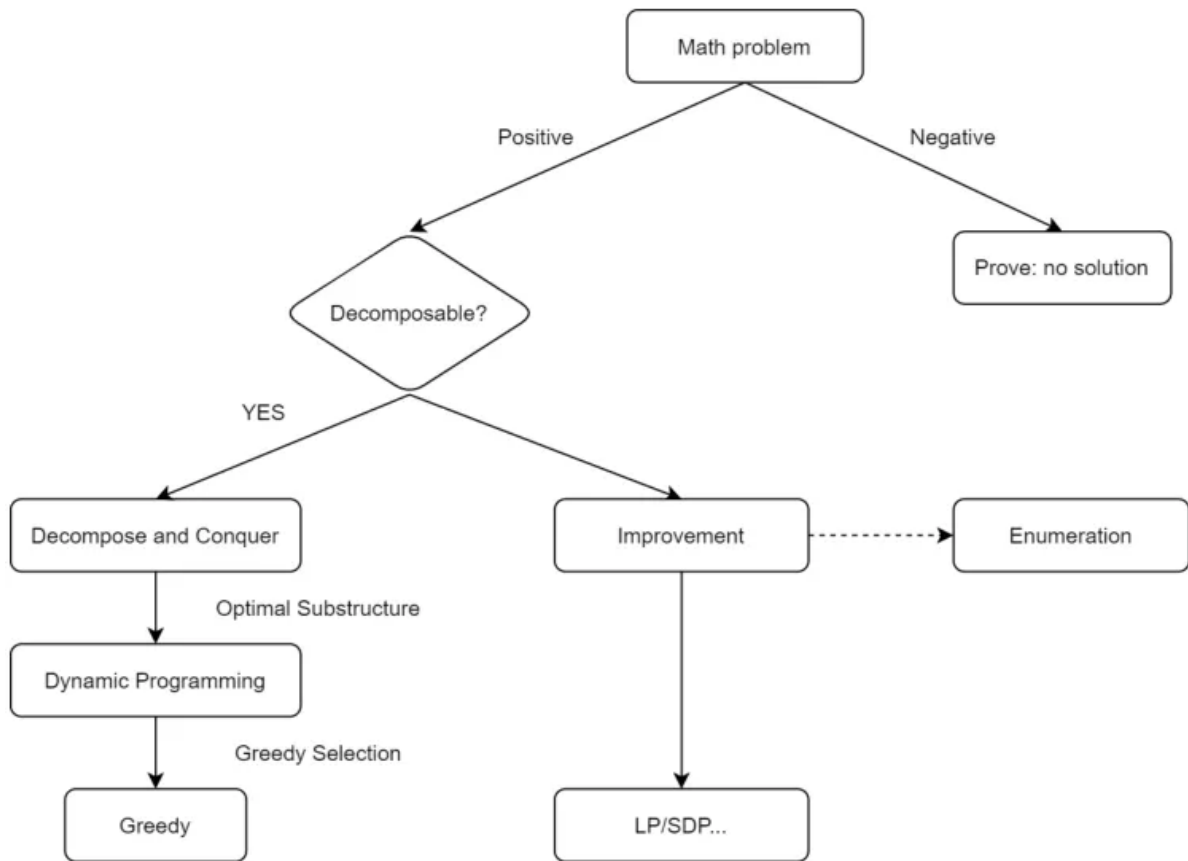 Math problem
Positive
Negative
Prove: no solution
Decomposable?
YES
Decompose and Conquer
Improvement
Enumeration
Optimal Substructure
Dynamic Programming
Greedy Selection
Greedy
LP/SDP...